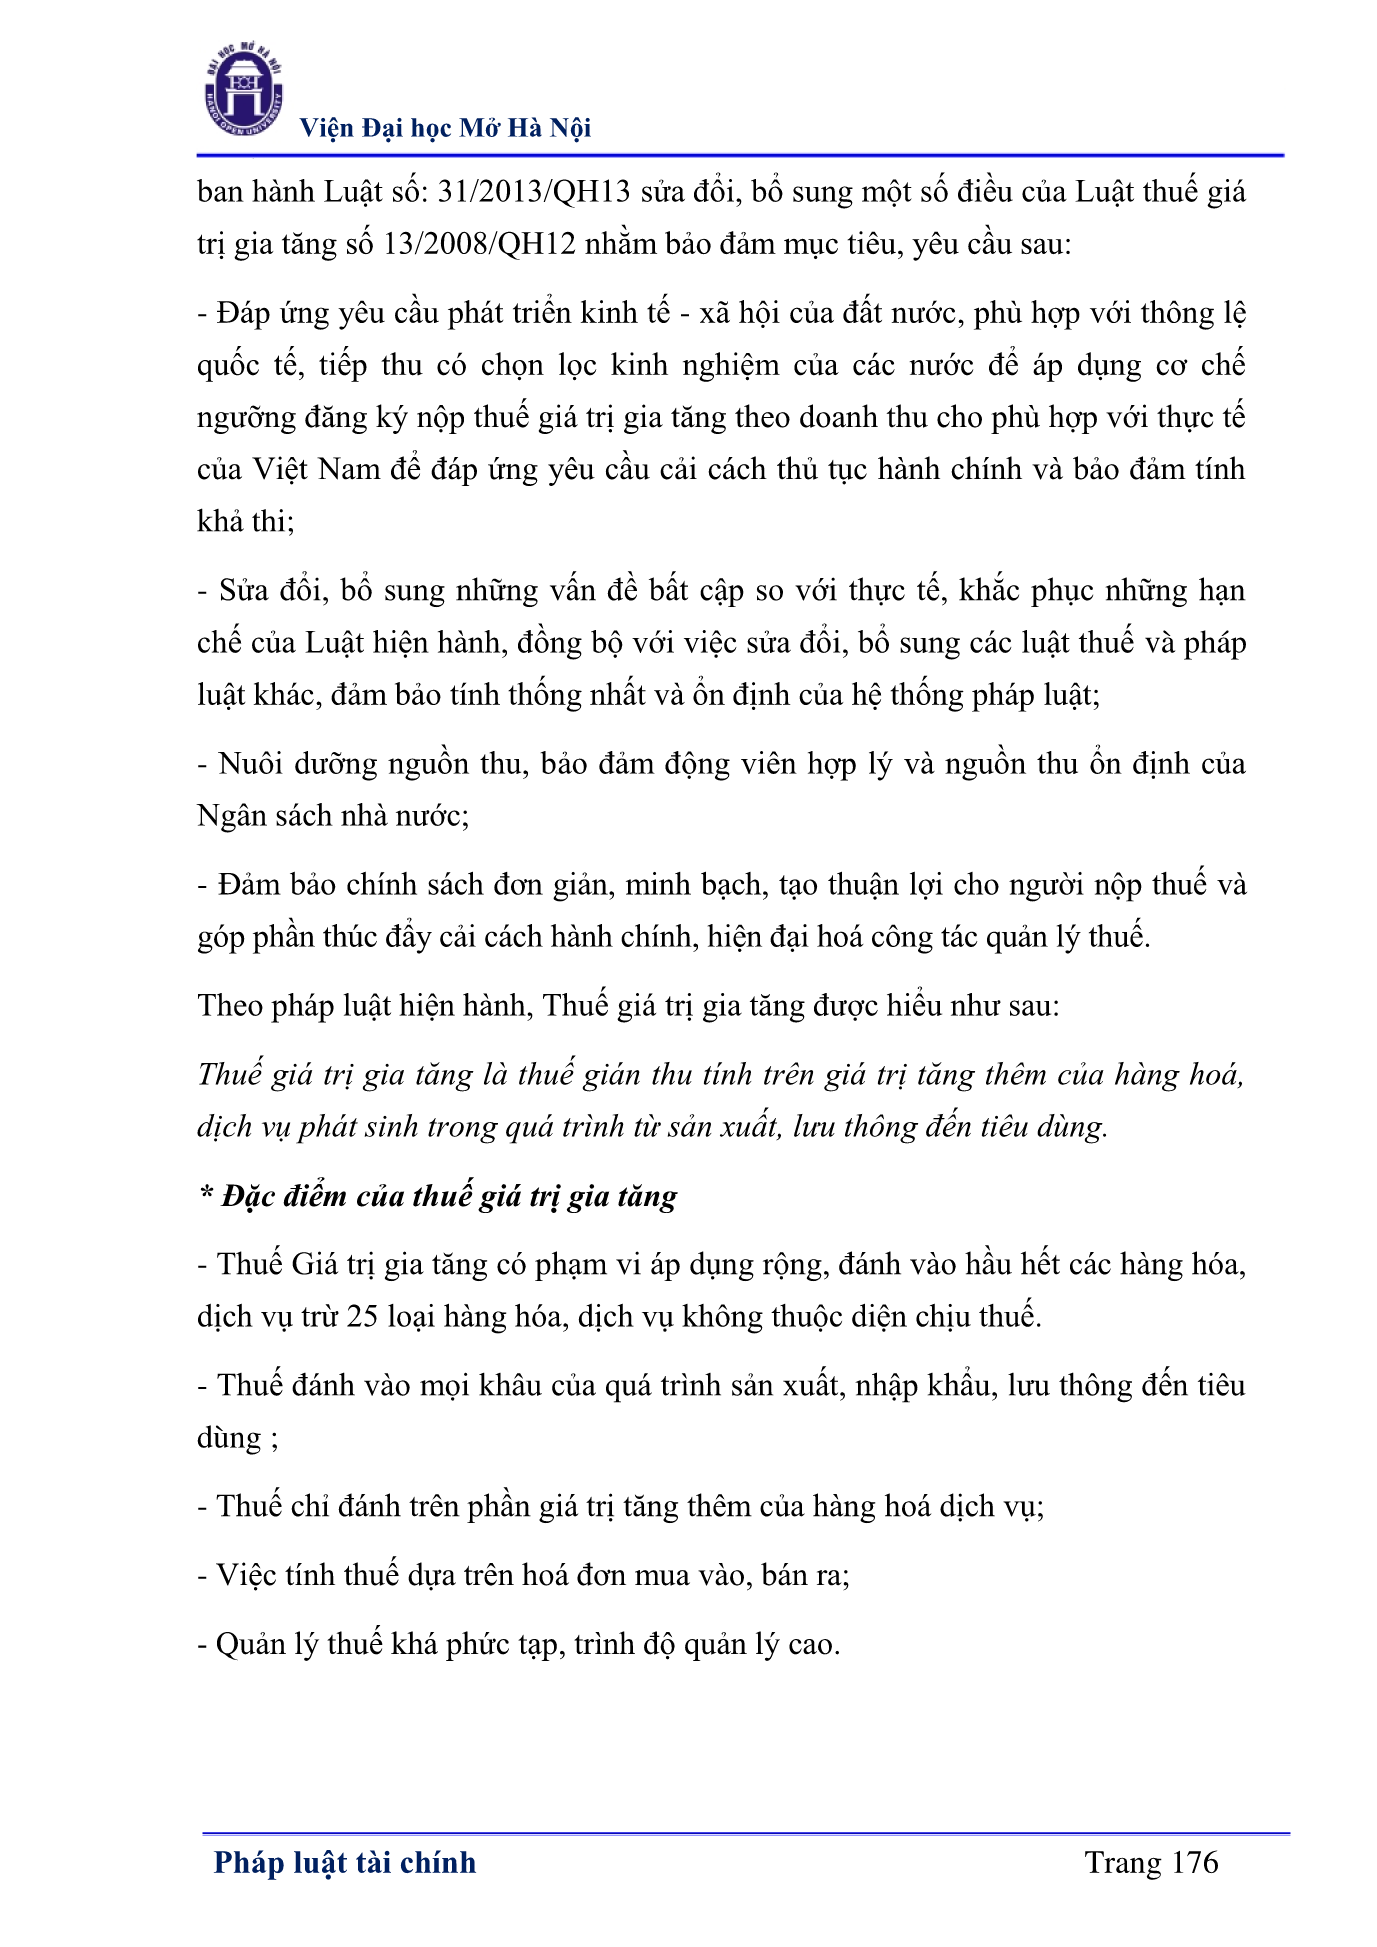 ĐẠI HỌC MỞ HÀ NỘI
HANOI OPEN UNIVERSITY
Viện Đại học Mở Hà Nội
ban hành Luật số: 31/2013/QH13 sửa đổi, bổ sung một số điều của Luật thuế giá
trị gia tăng số 13/2008/QH12 nhằm bảo đảm mục tiêu, yêu cầu sau:
- Đáp ứng yêu cầu phát triển kinh tế - xã hội của đất nước, phù hợp với thông lệ
quốc tế, tiếp thu có chọn lọc kinh nghiệm của các nước để áp dụng cơ chế
ngưỡng đăng ký nộp thuế giá trị gia tăng theo doanh thu cho phù hợp với thực tế
của Việt Nam để đáp ứng yêu cầu cải cách thủ tục hành chính và bảo đảm tính
khả thi;
- Sửa đổi, bổ sung những vấn đề bất cập so với thực tế, khắc phục những hạn
chế của Luật hiện hành, đồng bộ với việc sửa đổi, bổ sung các luật thuế và pháp
luật khác, đảm bảo tính thống nhất và ổn định của hệ thống pháp luật;
- Nuôi dưỡng nguồn thu, bảo đảm động viên hợp lý và nguồn thu ổn định của
Ngân sách nhà nước;
- Đảm bảo chính sách đơn giản, minh bạch, tạo thuận lợi cho người nộp thuế và
góp phần thúc đẩy cải cách hành chính, hiện đại hoá công tác quản lý thuế.
Theo pháp luật hiện hành, Thuế giá trị gia tăng được hiểu như sau:
Thuế giá trị gia tăng là thuế gián thu tính trên giá trị tăng thêm của hàng hoá,
dịch vụ phát sinh trong quá trình từ sản xuất, lưu thông đến tiêu dùng.
* Đặc điểm của thuế giá trị gia tăng
- Thuế Giá trị gia tăng có phạm vi áp dụng rộng, đánh vào hầu hết các hàng hóa,
dịch vụ trừ 25 loại hàng hóa, dịch vụ không thuộc diện chịu thuế.
- Thuế đánh vào mọi khâu của quá trình sản xuất, nhập khẩu, lưu thông đến tiêu
dùng ;
- Thuế chỉ đánh trên phần giá trị tăng thêm của hàng hoá dịch vụ;
- Việc tính thuế dựa trên hoá đơn mua vào, bán ra;
- Quản lý thuế khá phức tạp, trình độ quản lý cao.
Pháp luật tài chính Trang 176